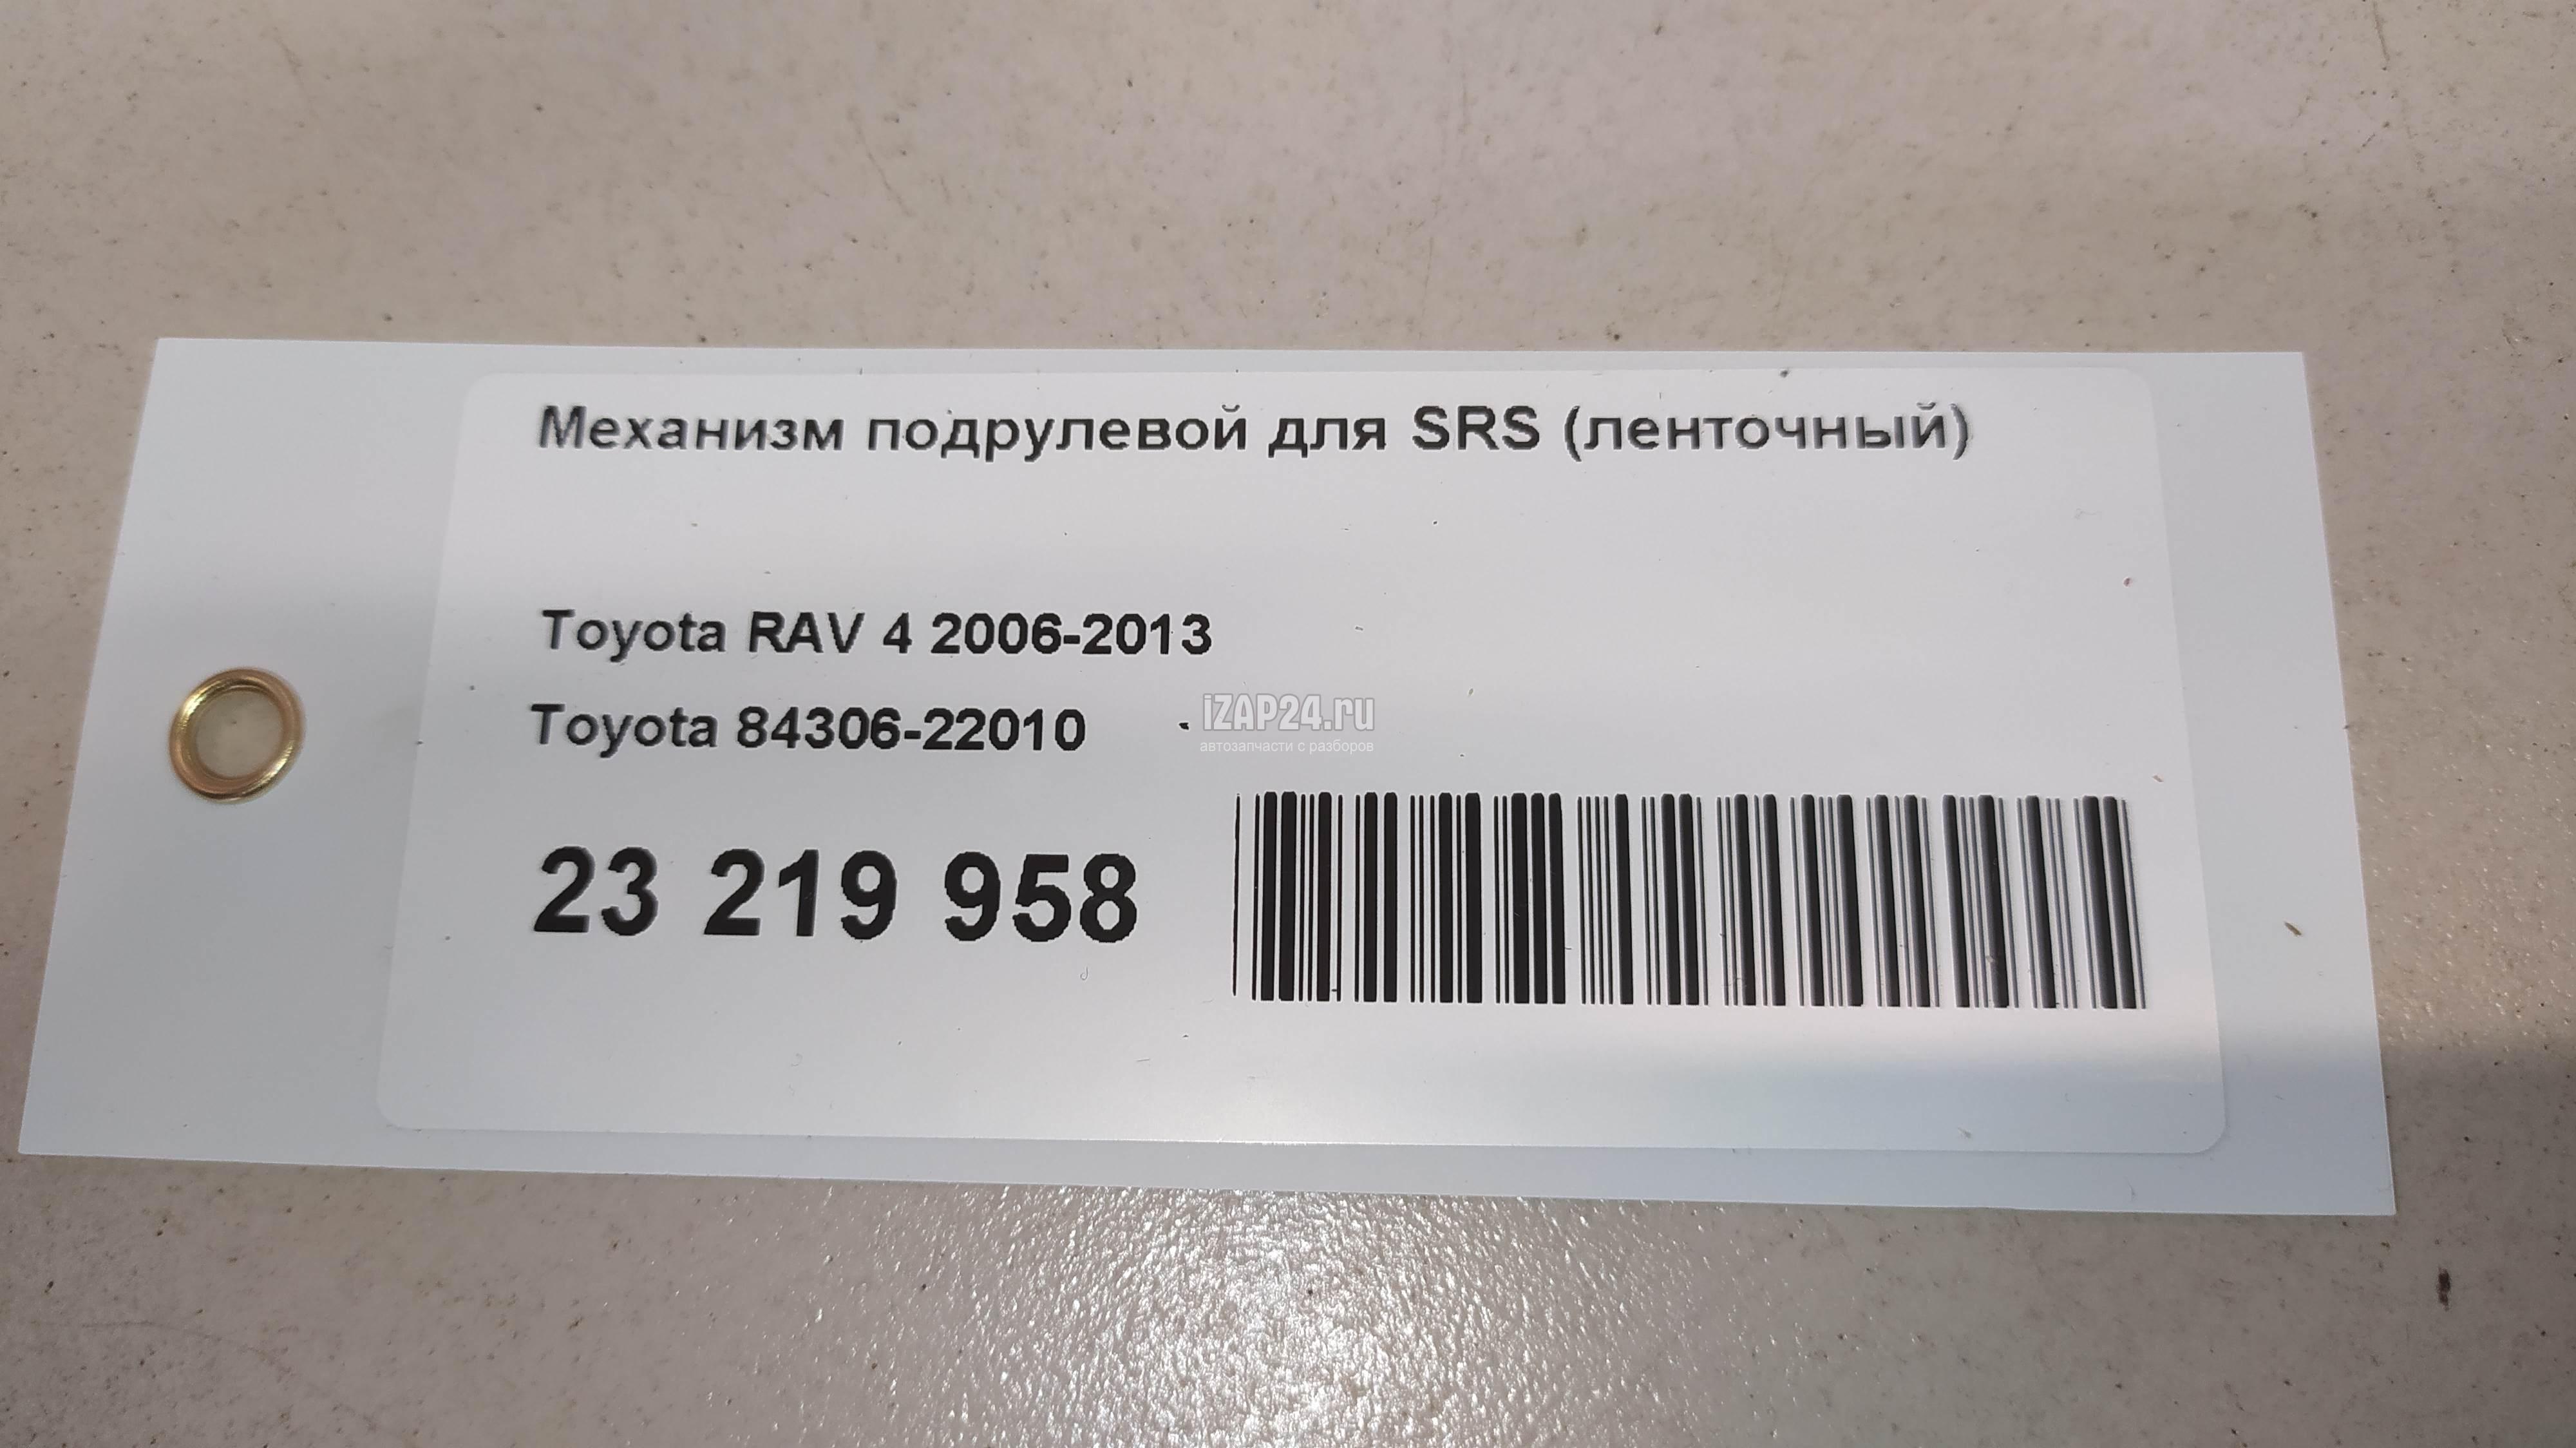 Механизм подрулевой для SRS (ленточный)
Toyota RAV 4 2006-2013
Toyota 84306-22010
iZAP24.ru
автозапчасти с разборов
23 219 958